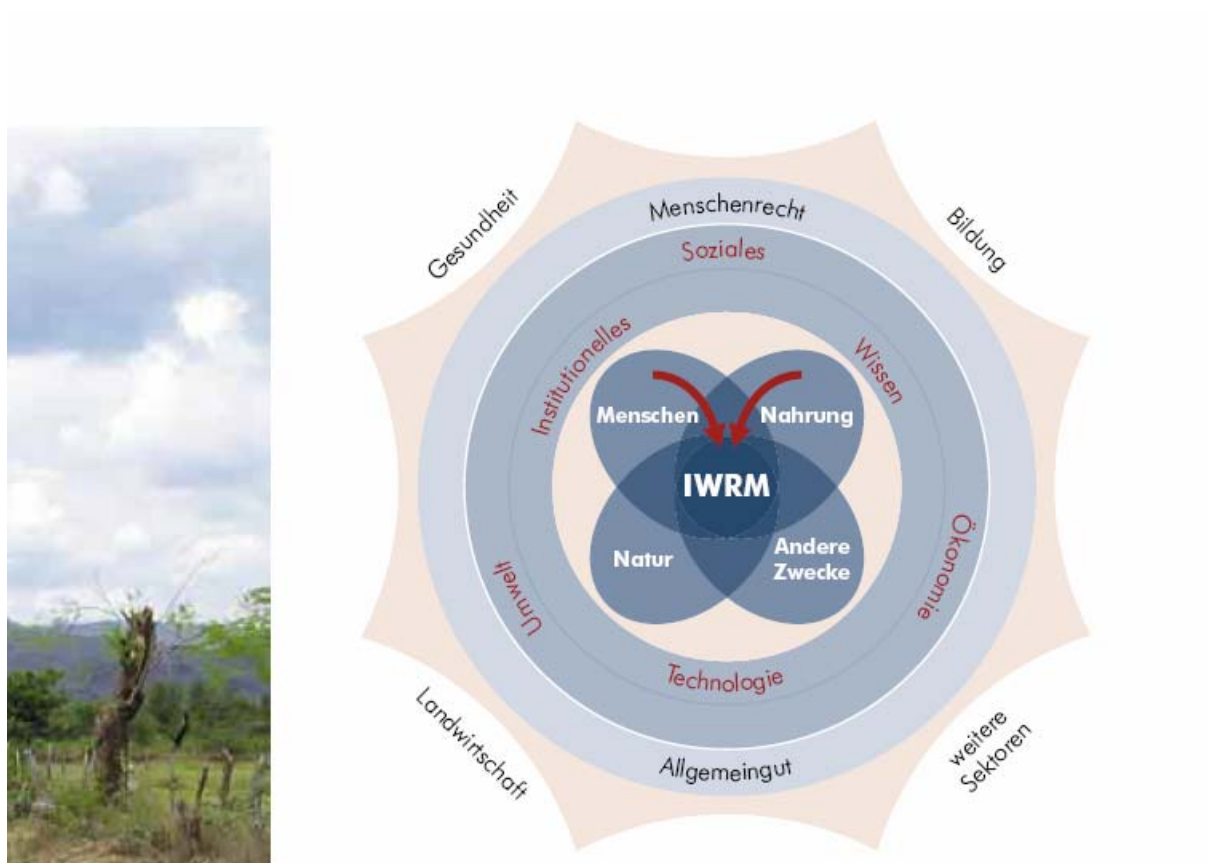 Gesundheit
Bildung
Menschenrecht
Soziales
Institutionelles
Wissen
Menschen
Nahrung
IWRM
Natur
Andere
Zwecke
Umwelt
Ökonomie
Technologie
Allgemeingut
Landwirtschaft
weitere
Sektoren